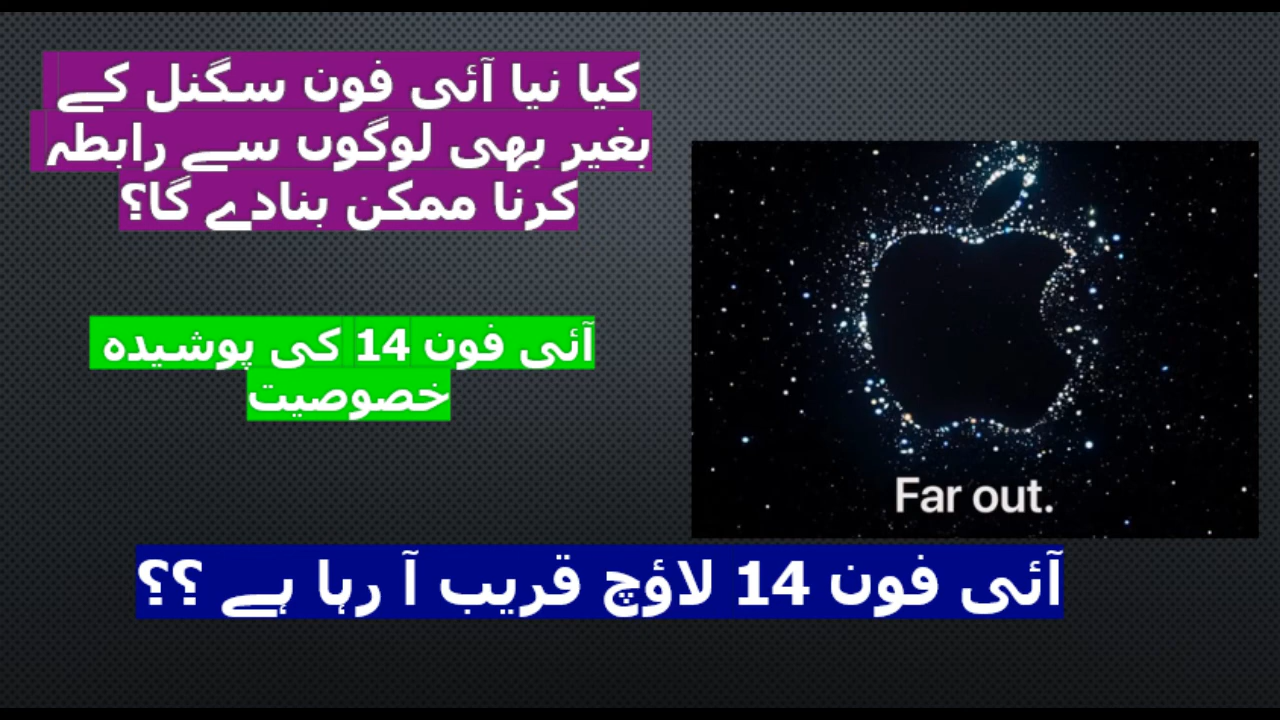 کیا نیا آئی فون سگنل کے
بغیر بھی لوگوں سے رابطہ
کرنا ممکن بنادے گا؟
آئی فون 14 کی پوشیدہ
خصوصیت
Far out.
آئی فون 14 لاؤچ قریب آ رہا ہے ؟؟